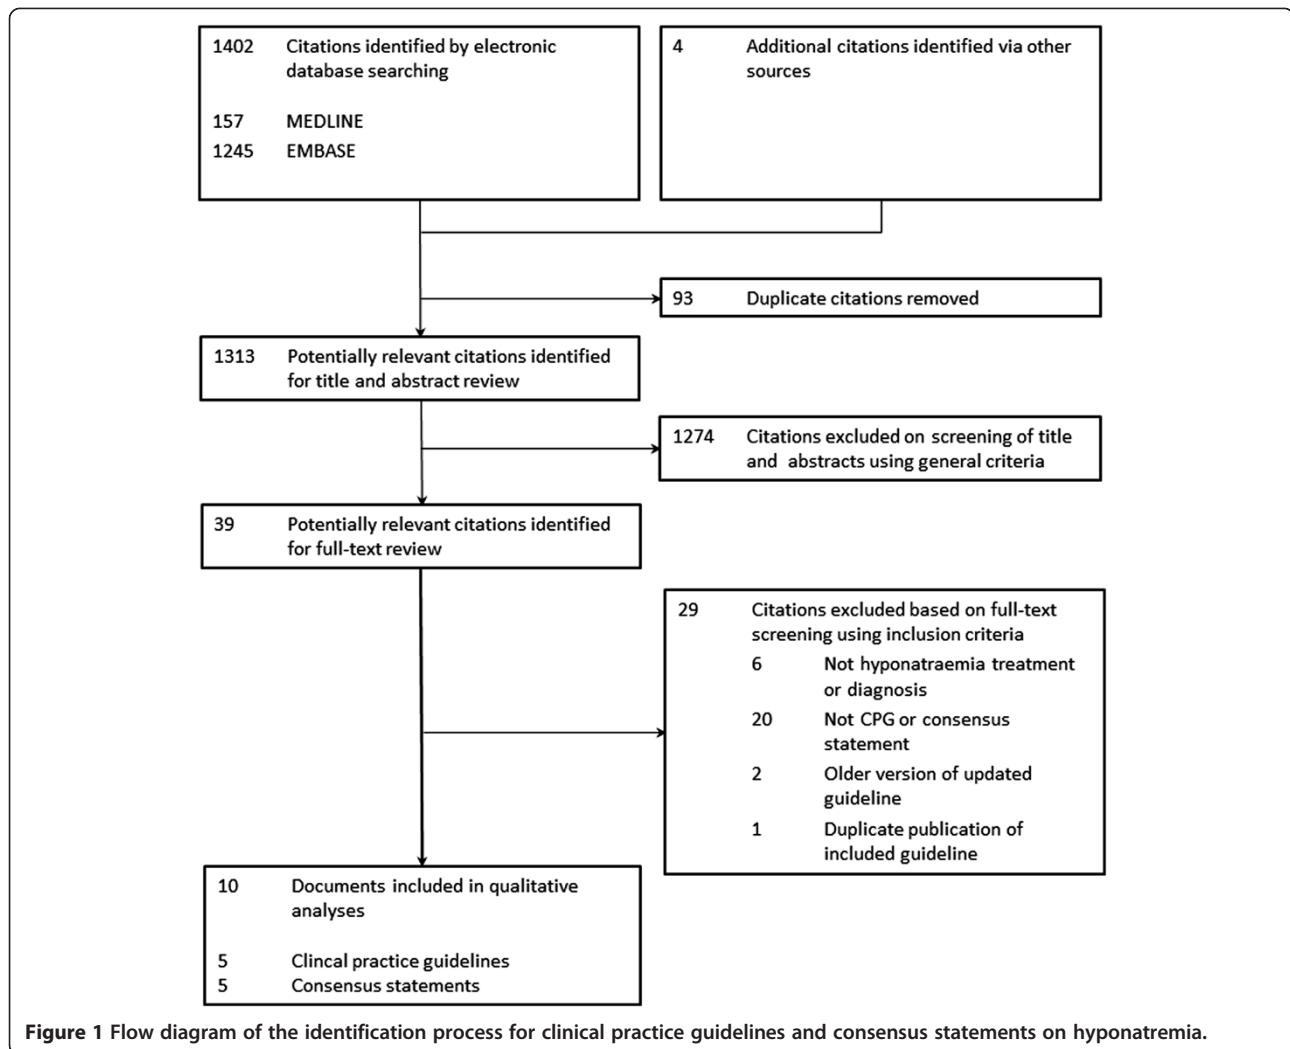 1402 Citations identified by electronic
database searching
157 MEDLINE
1245 EMBASE
4 Additional citations identified via other
sources
93 Duplicate citations removed
1313 Potentially relevant citations identified
for title and abstract review
1274 Citations excluded on screening of title
and abstracts using general criteria
39 Potentially relevant citations identified
for full-text review
29 Citations excluded based on full-text
screening using inclusion criteria
6 Not hyponatraemia treatment
or diagnosis
20 Not CPG or consensus
statement
2 Older version of updated
guideline
1 Duplicate publication of
included guideline
10 Documents included in qualitative
analyses
5 Clincal practice guidelines
5 Consensus statements
Figure 1 Flow diagram of the identification process for clinical practice guidelines and consensus statements on hyponatremia.